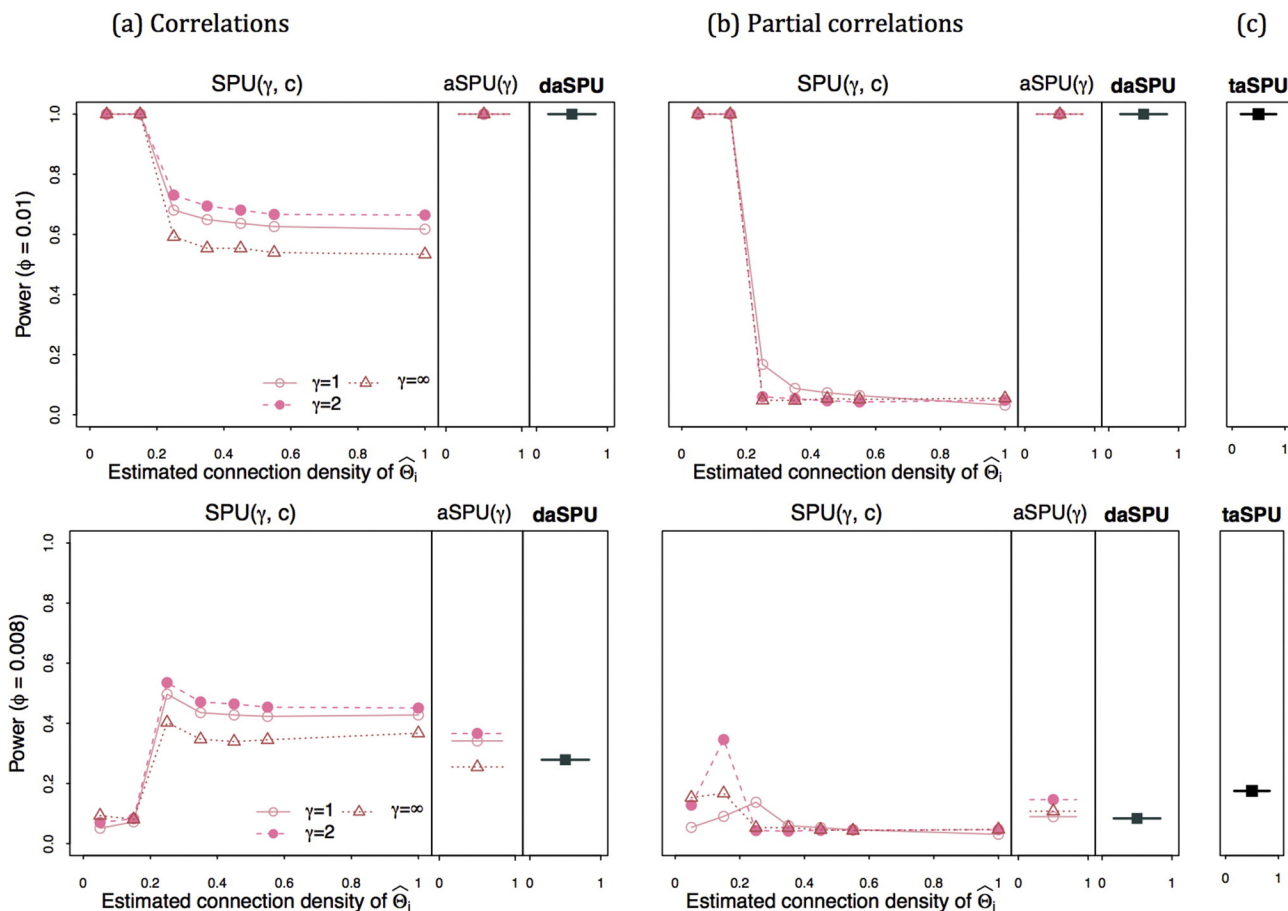 (a) Correlations
(b) Partial correlations
(c)
SPU(γ, c)
aSPU(γ)
daSPU
SPU(γ, c)
aSPU(γ)
daSPU
taSPU
Power (ϕ = 0.01)
1.0
0.8
0.6
0.4
0.2
0.0
γ=1
γ=∞
γ=2
0 0.2 0.4 0.6 0.8 1
0 1
0 1
0 0.2 0.4 0.6 0.8 1
0 1
0 1
0 1
Estimated connection density of Θ̂i
Estimated connection density of Θ̂i
SPU(γ, c)
aSPU(γ)
daSPU
SPU(γ, c)
aSPU(γ)
daSPU
taSPU
Power (ϕ = 0.008)
1.0
0.8
0.6
0.4
0.2
0.0
γ=1
γ=∞
γ=2
0 0.2 0.4 0.6 0.8 1
0 1
0 1
0 0.2 0.4 0.6 0.8 1
0 1
0 1
0 1
Estimated connection density of Θ̂i
Estimated connection density of Θ̂i